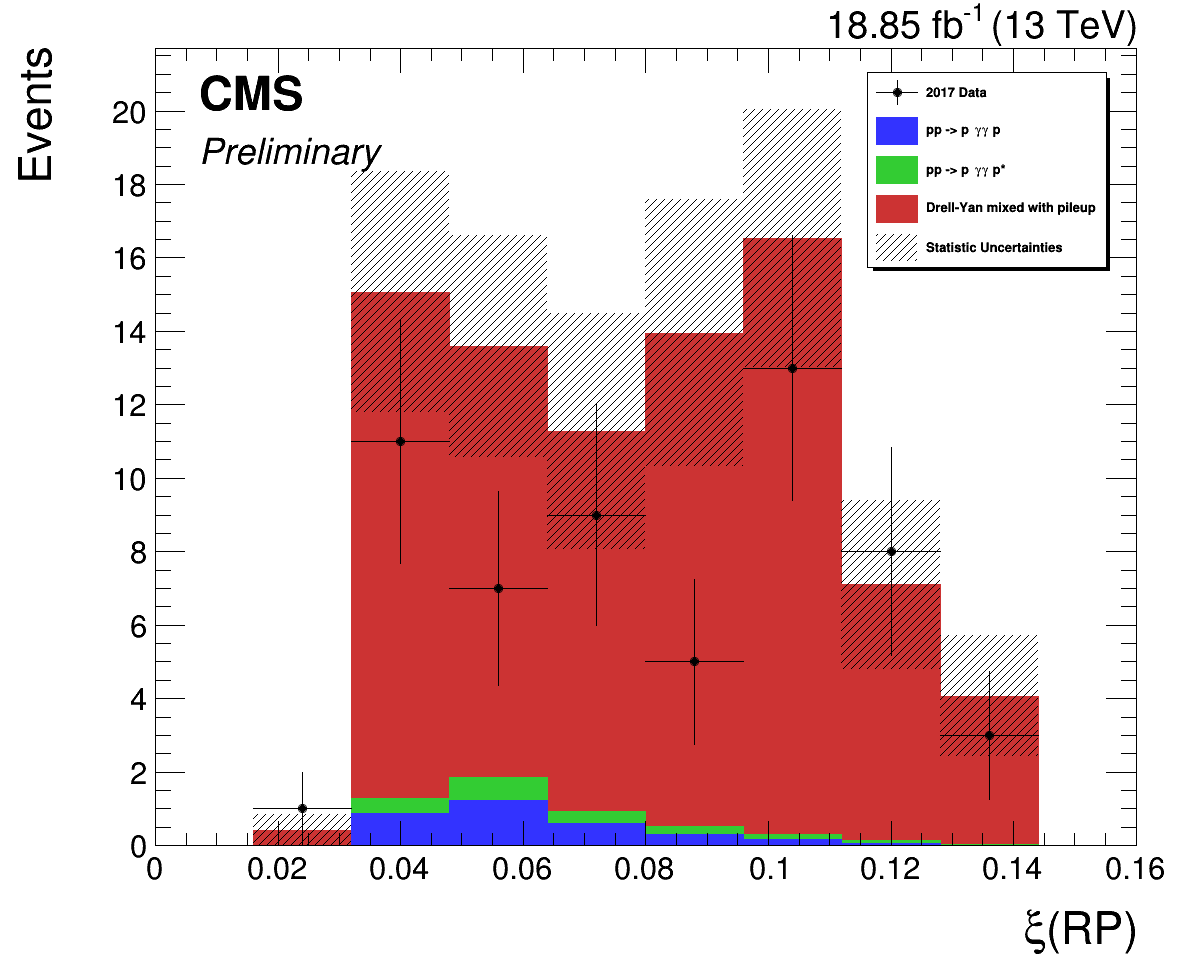 18.85 fb⁻¹ (13 TeV)
Events
CMS
Preliminary
2017 Data
pp -> p γγ p
pp -> p γγ p*
Drell-Yan mixed with pileup
Statistic Uncertainties
20
18
16
14
12
10
8
6
4
2
0
0 0.02 0.04 0.06 0.08 0.1 0.12 0.14 0.16
ξ(RP)